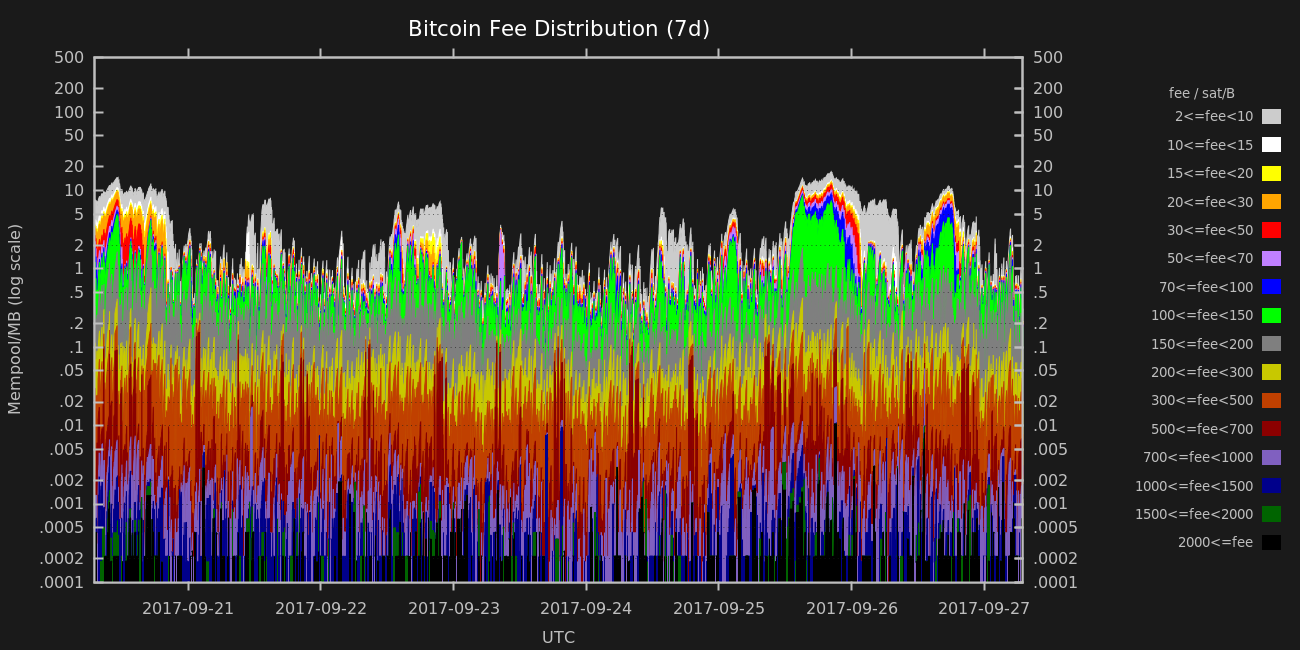 Bitcoin Fee Distribution (7d)
500
200
100
50
20
10
5
2
1
.5
.2
.1
.05
.02
.01
.005
.002
.001
.0005
.0002
.0001
Mempool/MB (log scale)
500
200
100
50
20
10
5
2
1
.5
.2
.1
.05
.02
.01
.005
.002
.001
.0005
.0002
.0001
2017-09-21 2017-09-22 2017-09-23 2017-09-24 2017-09-25 2017-09-26 2017-09-27
UTC
fee / sat/B
2<=fee<10
10<=fee<15
15<=fee<20
20<=fee<30
30<=fee<50
50<=fee<70
70<=fee<100
100<=fee<150
150<=fee<200
200<=fee<300
300<=fee<500
500<=fee<700
700<=fee<1000
1000<=fee<1500
1500<=fee<2000
2000<=fee